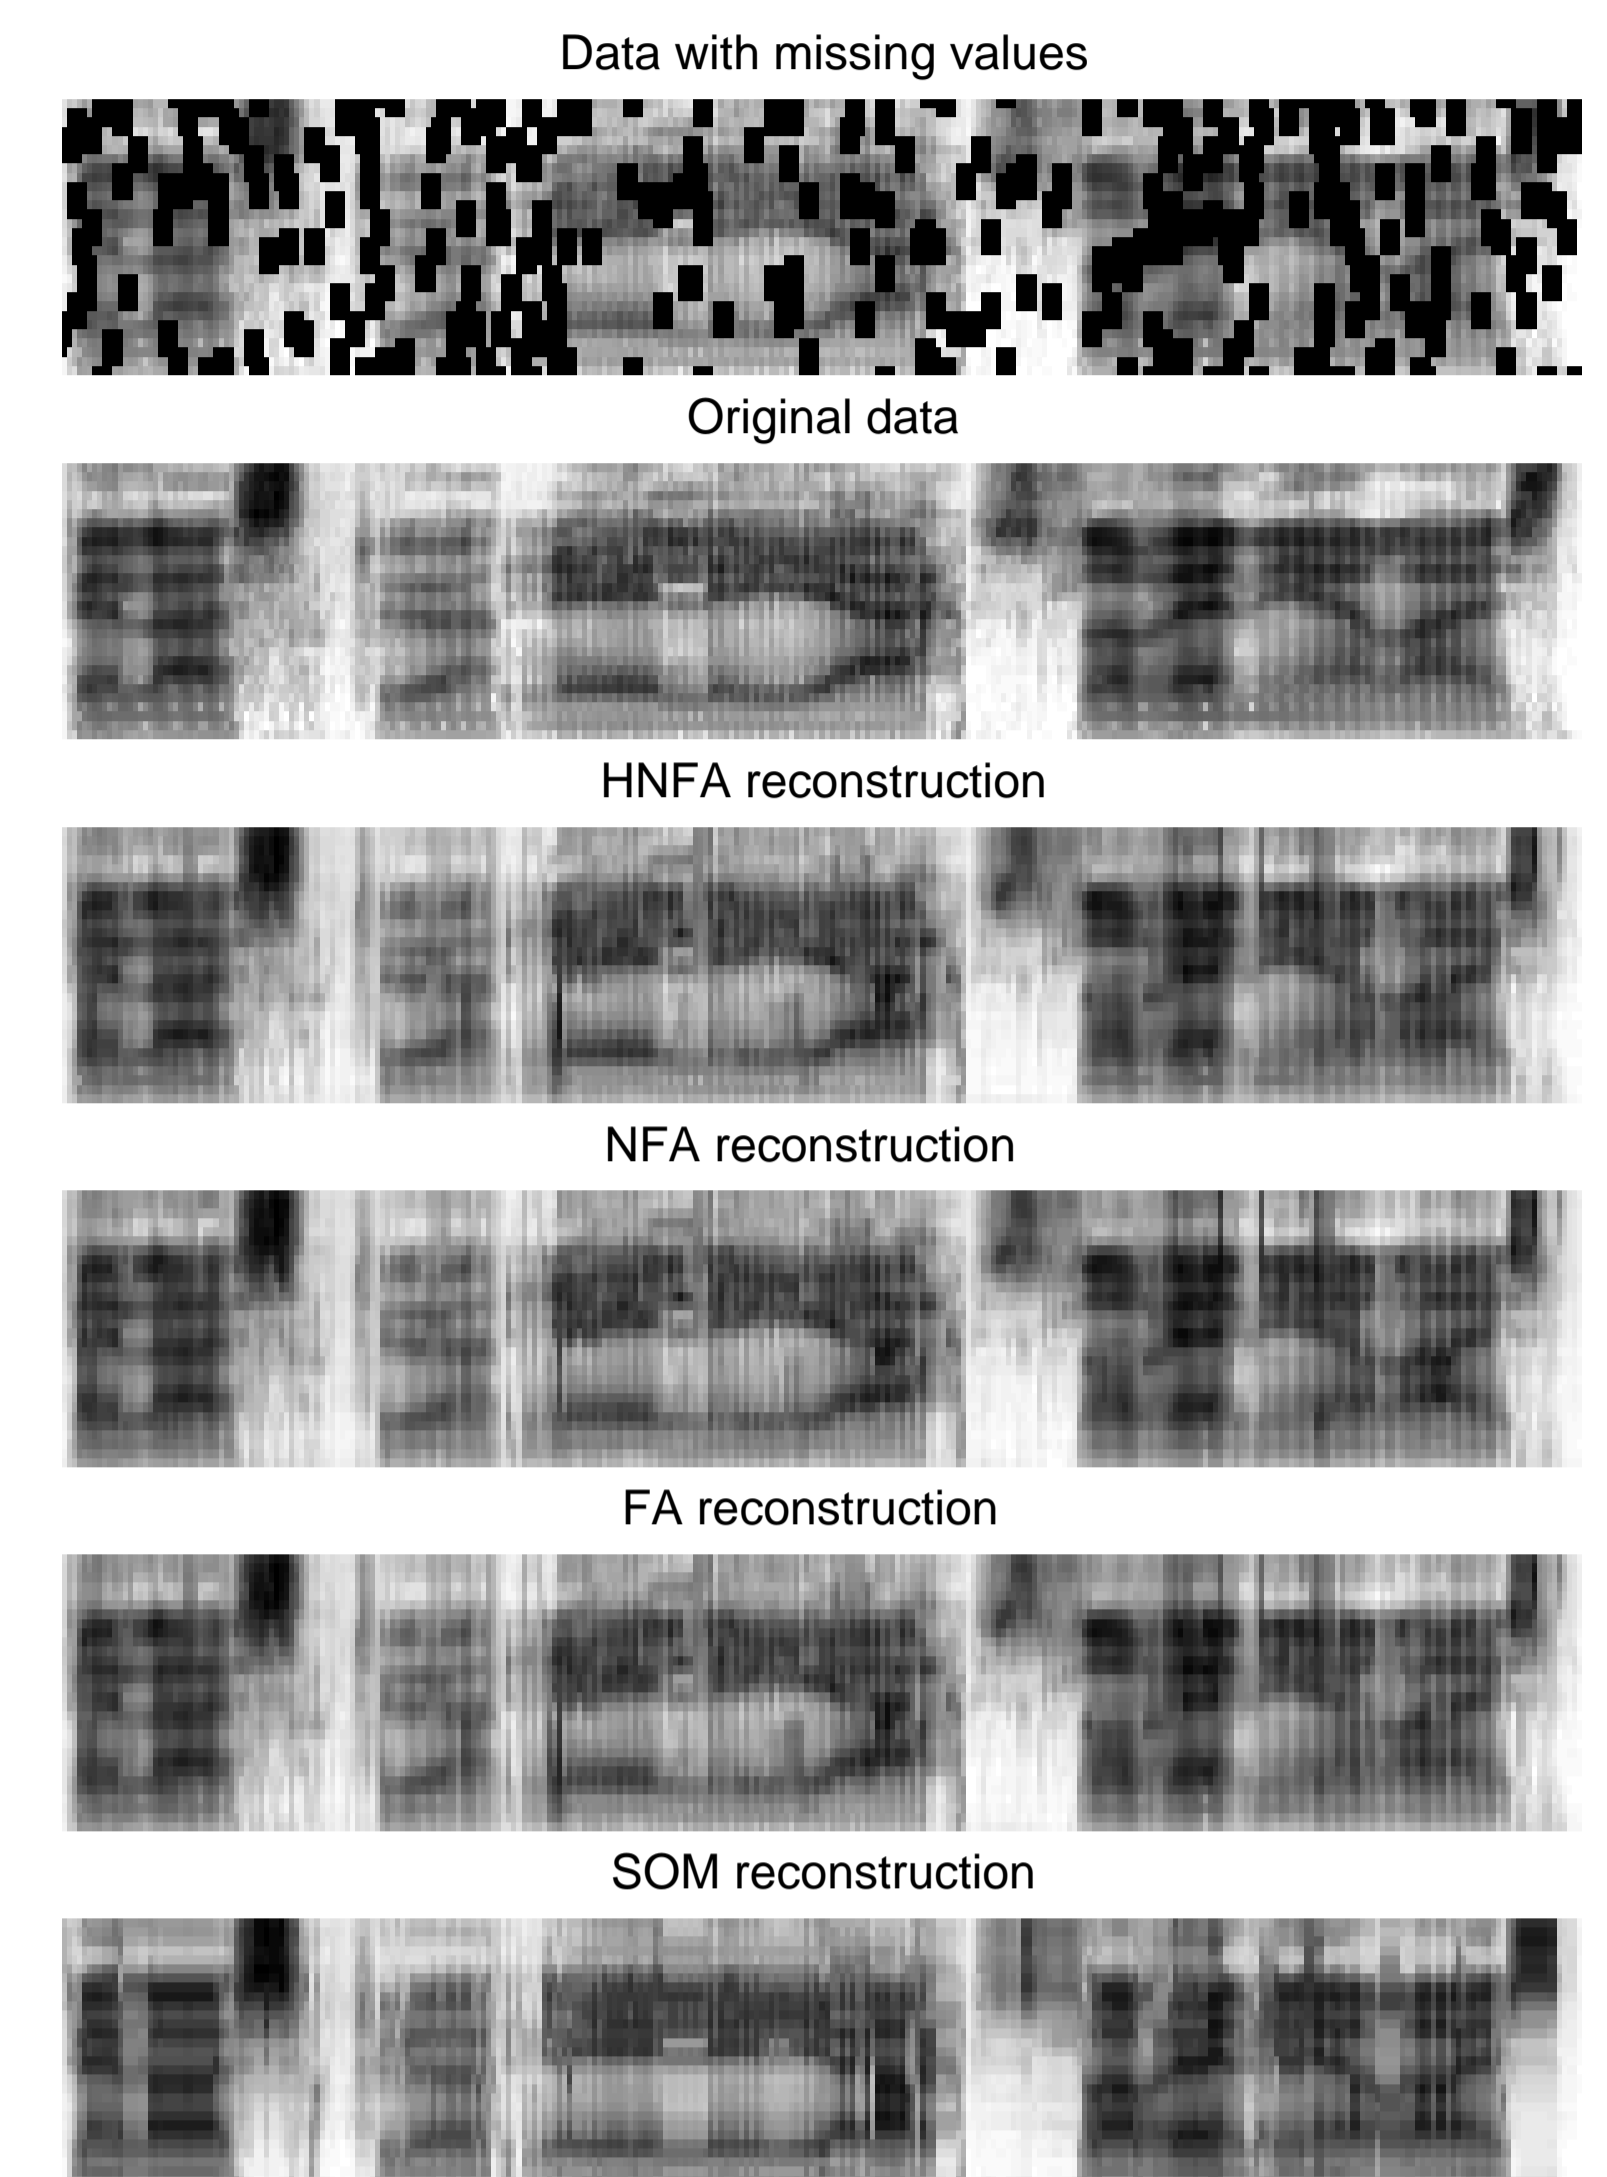 Data with missing values
Original data
HNFA reconstruction
NFA reconstruction
FA reconstruction
SOM reconstruction